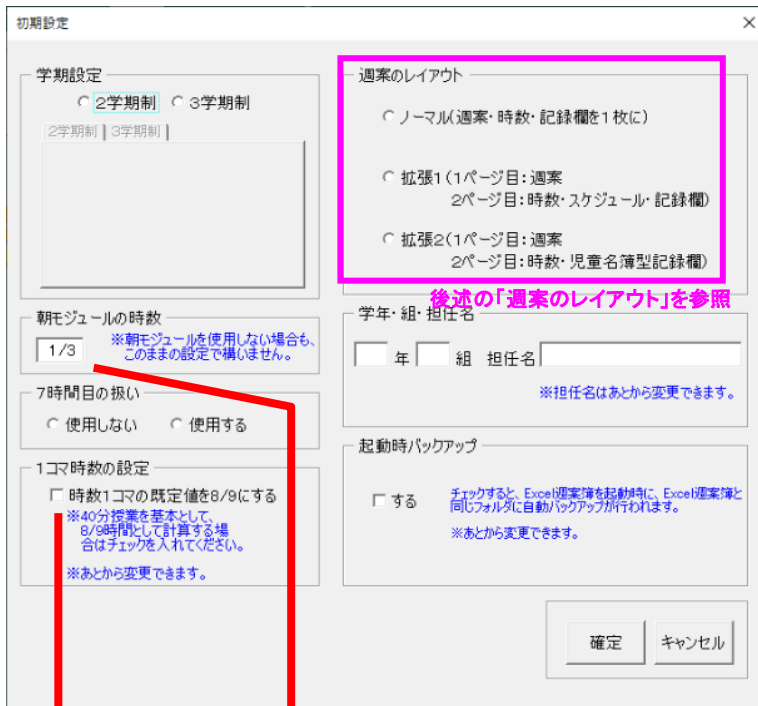 初期設定
学期設定
2学期制 3学期制
2学期制 3学期制
朝モジュールの時数
1/3
※朝モジュールを使用しない場合も、
このままの設定で構いません。
7時間目の扱い
使用しない 使用する
1コマ時数の設定
時数1コマの既定値を8/9にする
※40分授業を基本として、
8/9時間として計算する場
合はチェックを入れてください。
※あとから変更できます。
週案のレイアウト
ノーマル(週案・時数・記録欄を1枚に)
拡張1(1ページ目:週案
2ページ目:時数・スケジュール・記録欄)
拡張2(1ページ目:週案
2ページ目:時数・児童名簿型記録欄)
後述の「週案のレイアウト」を参照
学年・組・担任名
年 組 担任名
※担任名はあとから変更できます。
起動時バックアップ
する
チェックすると、Excel週案簿を起動時に、Excel週案簿と
同じフォルダに自動バックアップが行われます。
※あとから変更できます。
確定 キャンセル